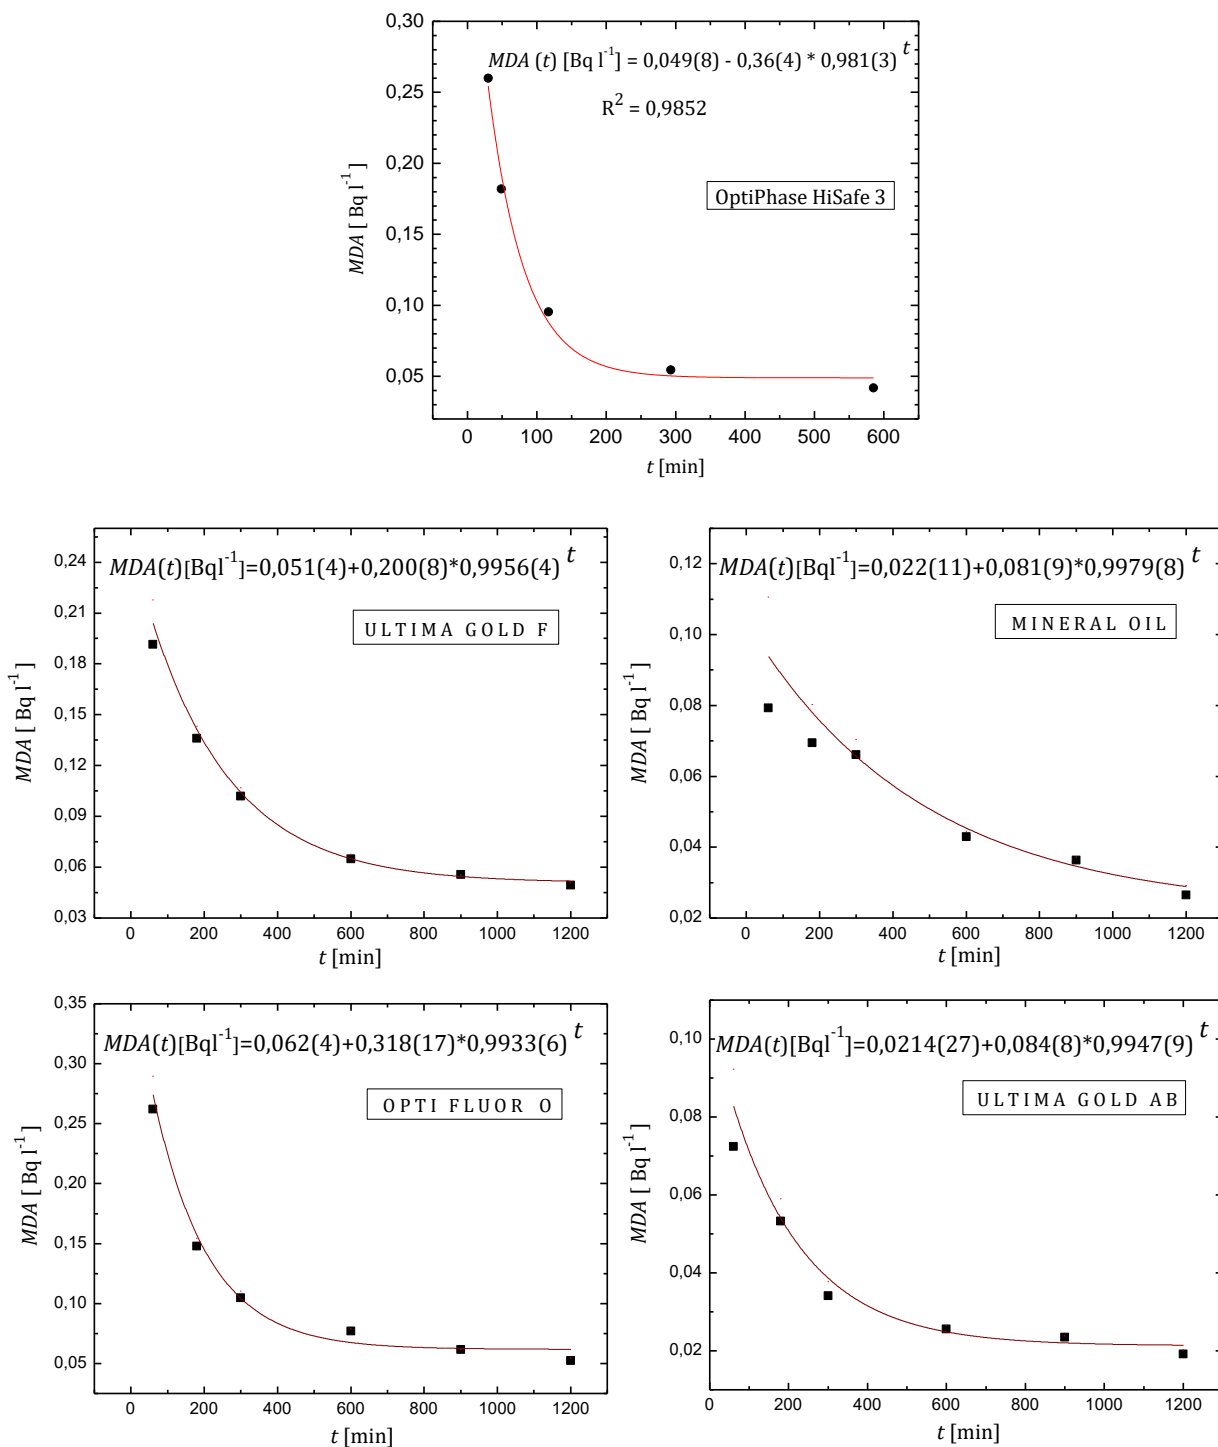 MDA (t) [Bq l-1] = 0,049(8) - 0,36(4) * 0,981(3) t
R2 = 0,9852
OptiPhase HiSafe 3
0,30
0,25
0,20
0,15
0,10
0,05
MDA [ Bq l-1]
0 100 200 300 400 500 600
t [min]
MDA(t)[Bql-1]=0,051(4)+0,200(8)*0,9956(4) t
ULTIMA GOLD F
0,24
0,21
0,18
0,15
0,12
0,09
0,06
0,03
MDA [ Bq l-1]
0 200 400 600 800 1000 1200
t [min]
MDA(t)[Bql-1]=0,022(11)+0,081(9)*0,9979(8) t
MINERAL OIL
0,12
0,10
0,08
0,06
0,04
0,02
MDA [ Bq l-1]
0 200 400 600 800 1000 1200
t [min]
MDA(t)[Bql-1]=0,062(4)+0,318(17)*0,9933(6) t
OPTI FLUOR O
0,35
0,30
0,25
0,20
0,15
0,10
0,05
MDA [ Bq l-1]
0 200 400 600 800 1000 1200
t [min]
MDA(t)[Bql-1]=0,0214(27)+0,084(8)*0,9947(9) t
ULTIMA GOLD AB
0,10
0,08
0,06
0,04
0,02
MDA [ Bq l-1]
0 200 400 600 800 1000 1200
t [min]